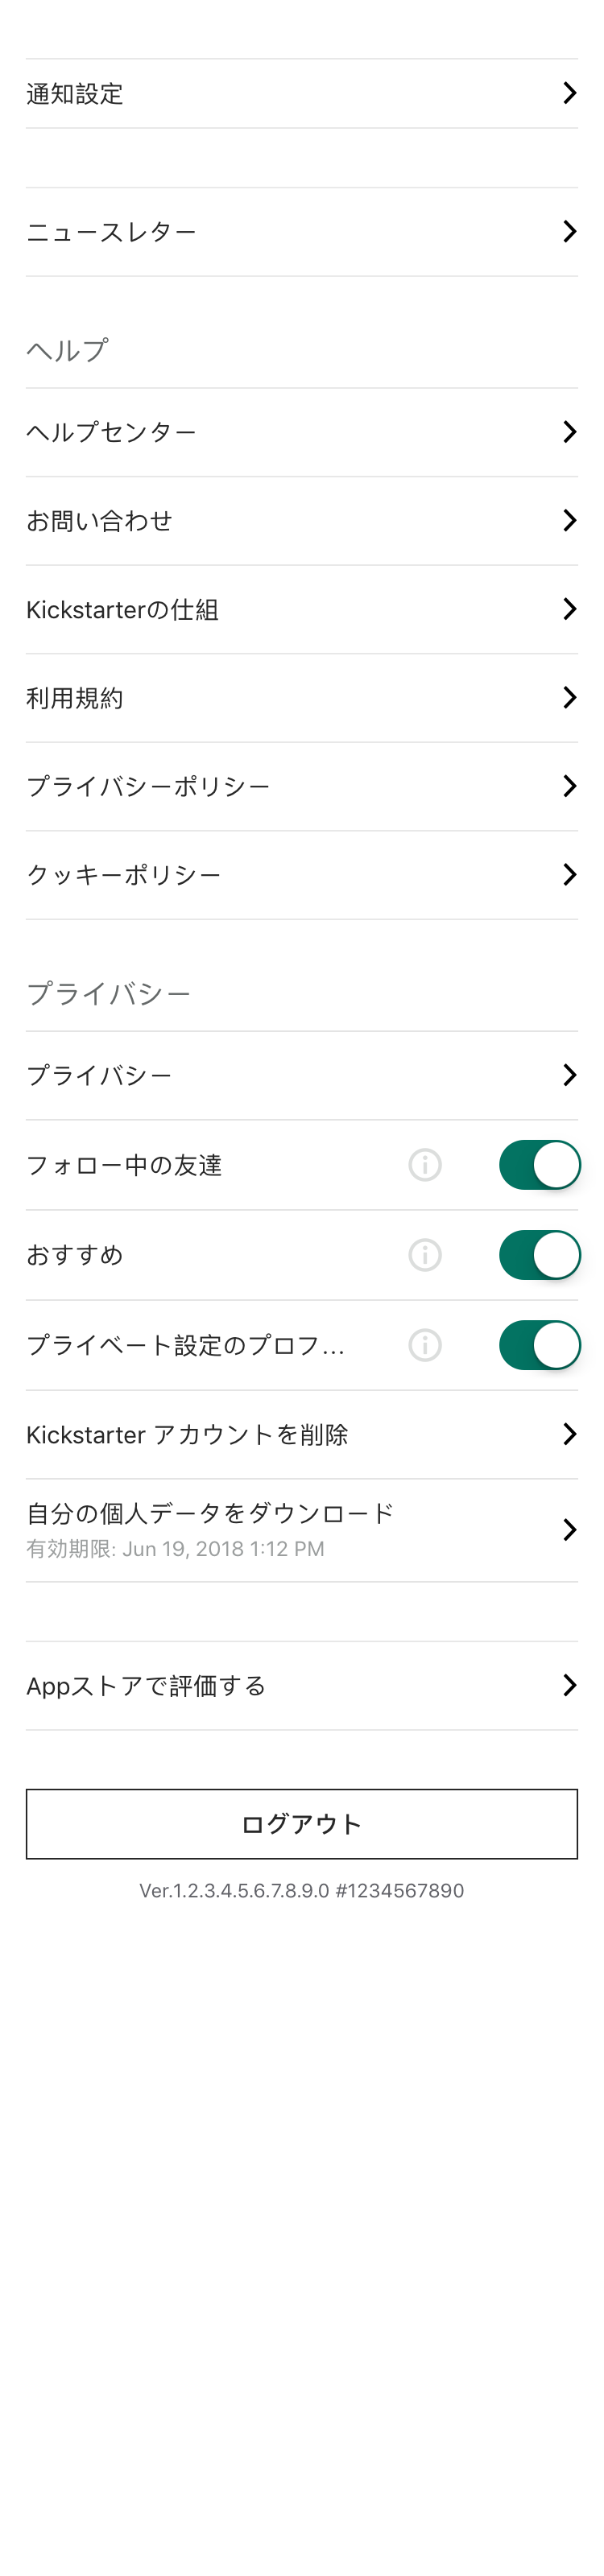 通知設定
ニュースレター
ヘルプ
ヘルプセンター
お問い合わせ
Kickstarterの仕組
利用規約
プライバシーポリシー
クッキーポリシー
プライバシー
プライバシー
フォロー中の友達
おすすめ
プライベート設定のプロフ...
Kickstarter アカウントを削除
自分の個人データをダウンロード
有効期限: Jun 19, 2018 1:12 PM
Appストアで評価する
ログアウト
Ver.1.2.3.4.5.6.7.8.9.0 #1234567890